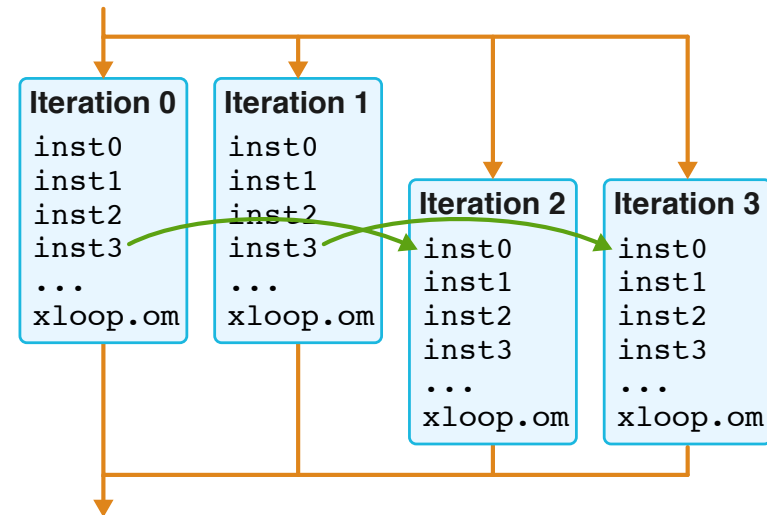 Iteration 0
inst0
inst1
inst2
inst3
...
xloop.om
Iteration 1
inst0
inst1
inst2
inst3
...
xloop.om
Iteration 2
inst0
inst1
inst2
inst3
...
xloop.om
Iteration 3
inst0
inst1
inst2
inst3
...
xloop.om